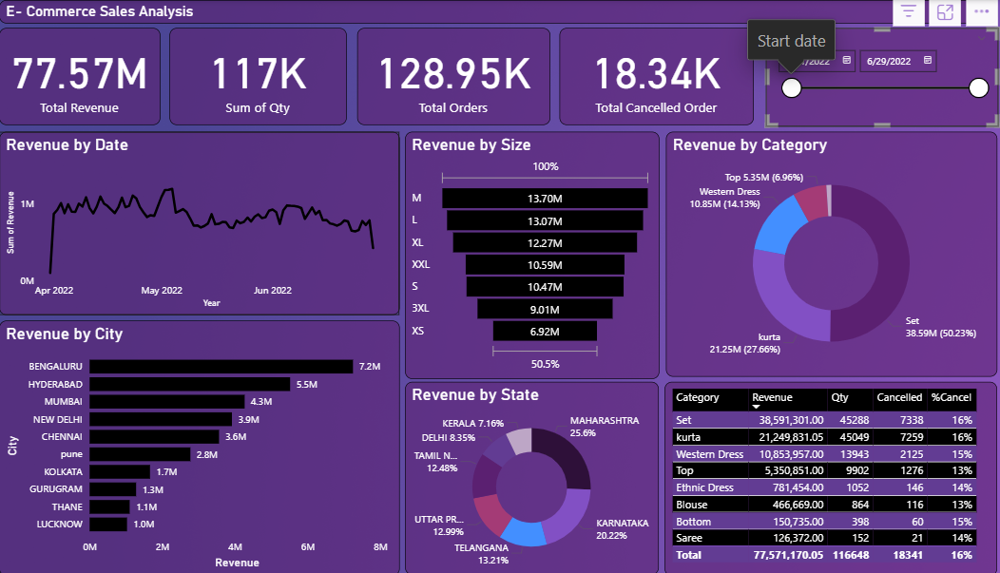 E- Commerce Sales Analysis
77.57M
Total Revenue
117K
Sum of Qty
128.95K
Total Orders
18.34K
Total Cancelled Order
Start date
/2022
6/29/2022
Revenue by Date
Sum of Revenue
1M
0M
Apr 2022 May 2022 Jun 2022
Year
Revenue by Size
100%
M 13.70M
L 13.07M
XL 12.27M
XXL 10.59M
S 10.47M
3XL 9.01M
XS 6.92M
50.5%
Revenue by Category
Top 5.35M (6.96%)
Western Dress
10.85M (14.13%)
Set
38.59M (50.23%)
kurta
21.25M (27.66%)
Revenue by City
City
BENGALURU 7.2M
HYDERABAD 5.5M
MUMBAI 4.3M
NEW DELHI 3.9M
CHENNAI 3.6M
pune 2.8M
KOLKATA 1.7M
GURUGRAM 1.3M
THANE 1.1M
LUCKNOW 1.0M
0M 2M 4M 6M 8M
Revenue
Revenue by State
KERALA 7.16%
MAHARASHTRA
25.6%
DELHI 8.35%
TAMIL N...
12.48%
UTTAR PR...
12.99%
KARNATAKA
20.22%
TELANGANA
13.21%
Category Revenue Qty Cancelled %Cancel
Set 38,591,301.00 45288 7338 16%
kurta 21,249,831.05 45049 7259 16%
Western Dress 10,853,957.00 13943 2125 15%
Top 5,350,851.00 9902 1276 13%
Ethnic Dress 781,454.00 1052 146 14%
Blouse 466,669.00 864 116 13%
Bottom 150,735.00 398 60 15%
Saree 126,372.00 152 21 14%
Total 77,571,170.05 116648 18341 16%